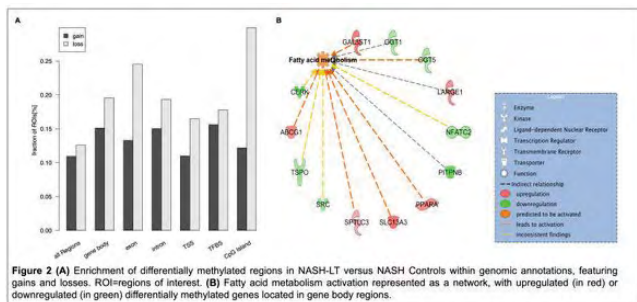 A
gain
loss
fraction of ROIs[%]
0.25
0.20
0.15
0.10
0.05
0.00
all Regions
gene body
exon
intron
TSS
TFBS
CpG Island
B
GAL3ST1
GGT1
Fatty acid metabolism
GGT5
CERK
LARGE1
ABCG1
NFATC2
TSPO
PITPNB
SRC
PPARA
SPTLC3
SLC13A3
Enzyme
Kinase
Ligand-dependent Nuclear Receptor
Transcription Regulator
Transmembrane Receptor
Transporter
Function
Indirect relationship
upregulation
downregulation
predicted to be activated
leads to activation
inconsistent findings
Figure 2 (A) Enrichment of differentially methylated regions in NASH-LT versus NASH Controls within genomic annotations, featuring
gains and losses. ROI=regions of interest. (B) Fatty acid metabolism activation represented as a network, with upregulated (in red) or
downregulated (in green) differentially methylated genes located in gene body regions.